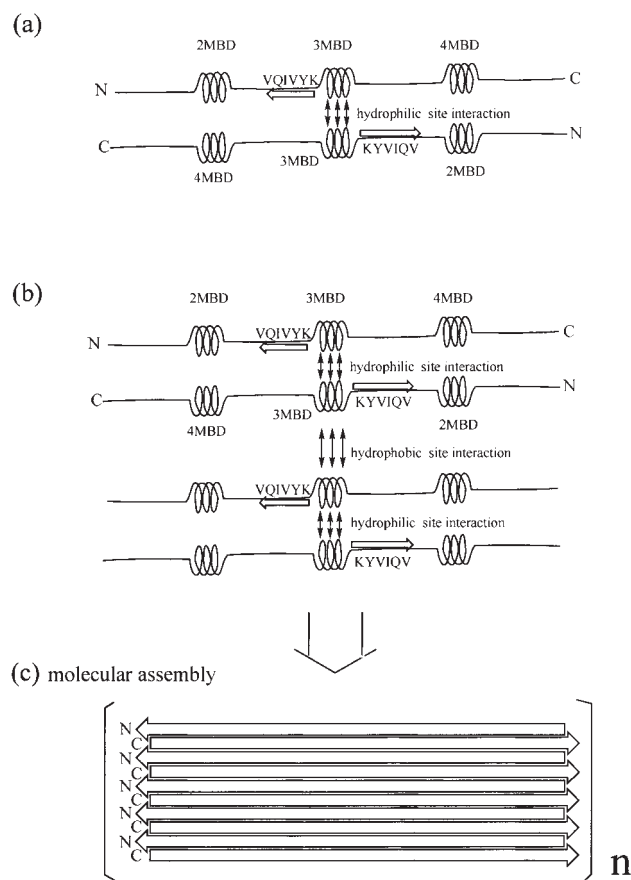 (a)
2MBD 3MBD 4MBD
VQIVYK
N C
hydrophilic site interaction
C N
3MBD KYVIQV
4MBD 2MBD
(b)
2MBD 3MBD 4MBD
VQIVYK
N C
hydrophilic site interaction
C N
3MBD KYVIQV
4MBD 2MBD
hydrophobic site interaction
VQIVYK
hydrophilic site interaction
KYVIQV
(c) molecular assembly
N
C
N
C
N
C
N
C
N
C
n